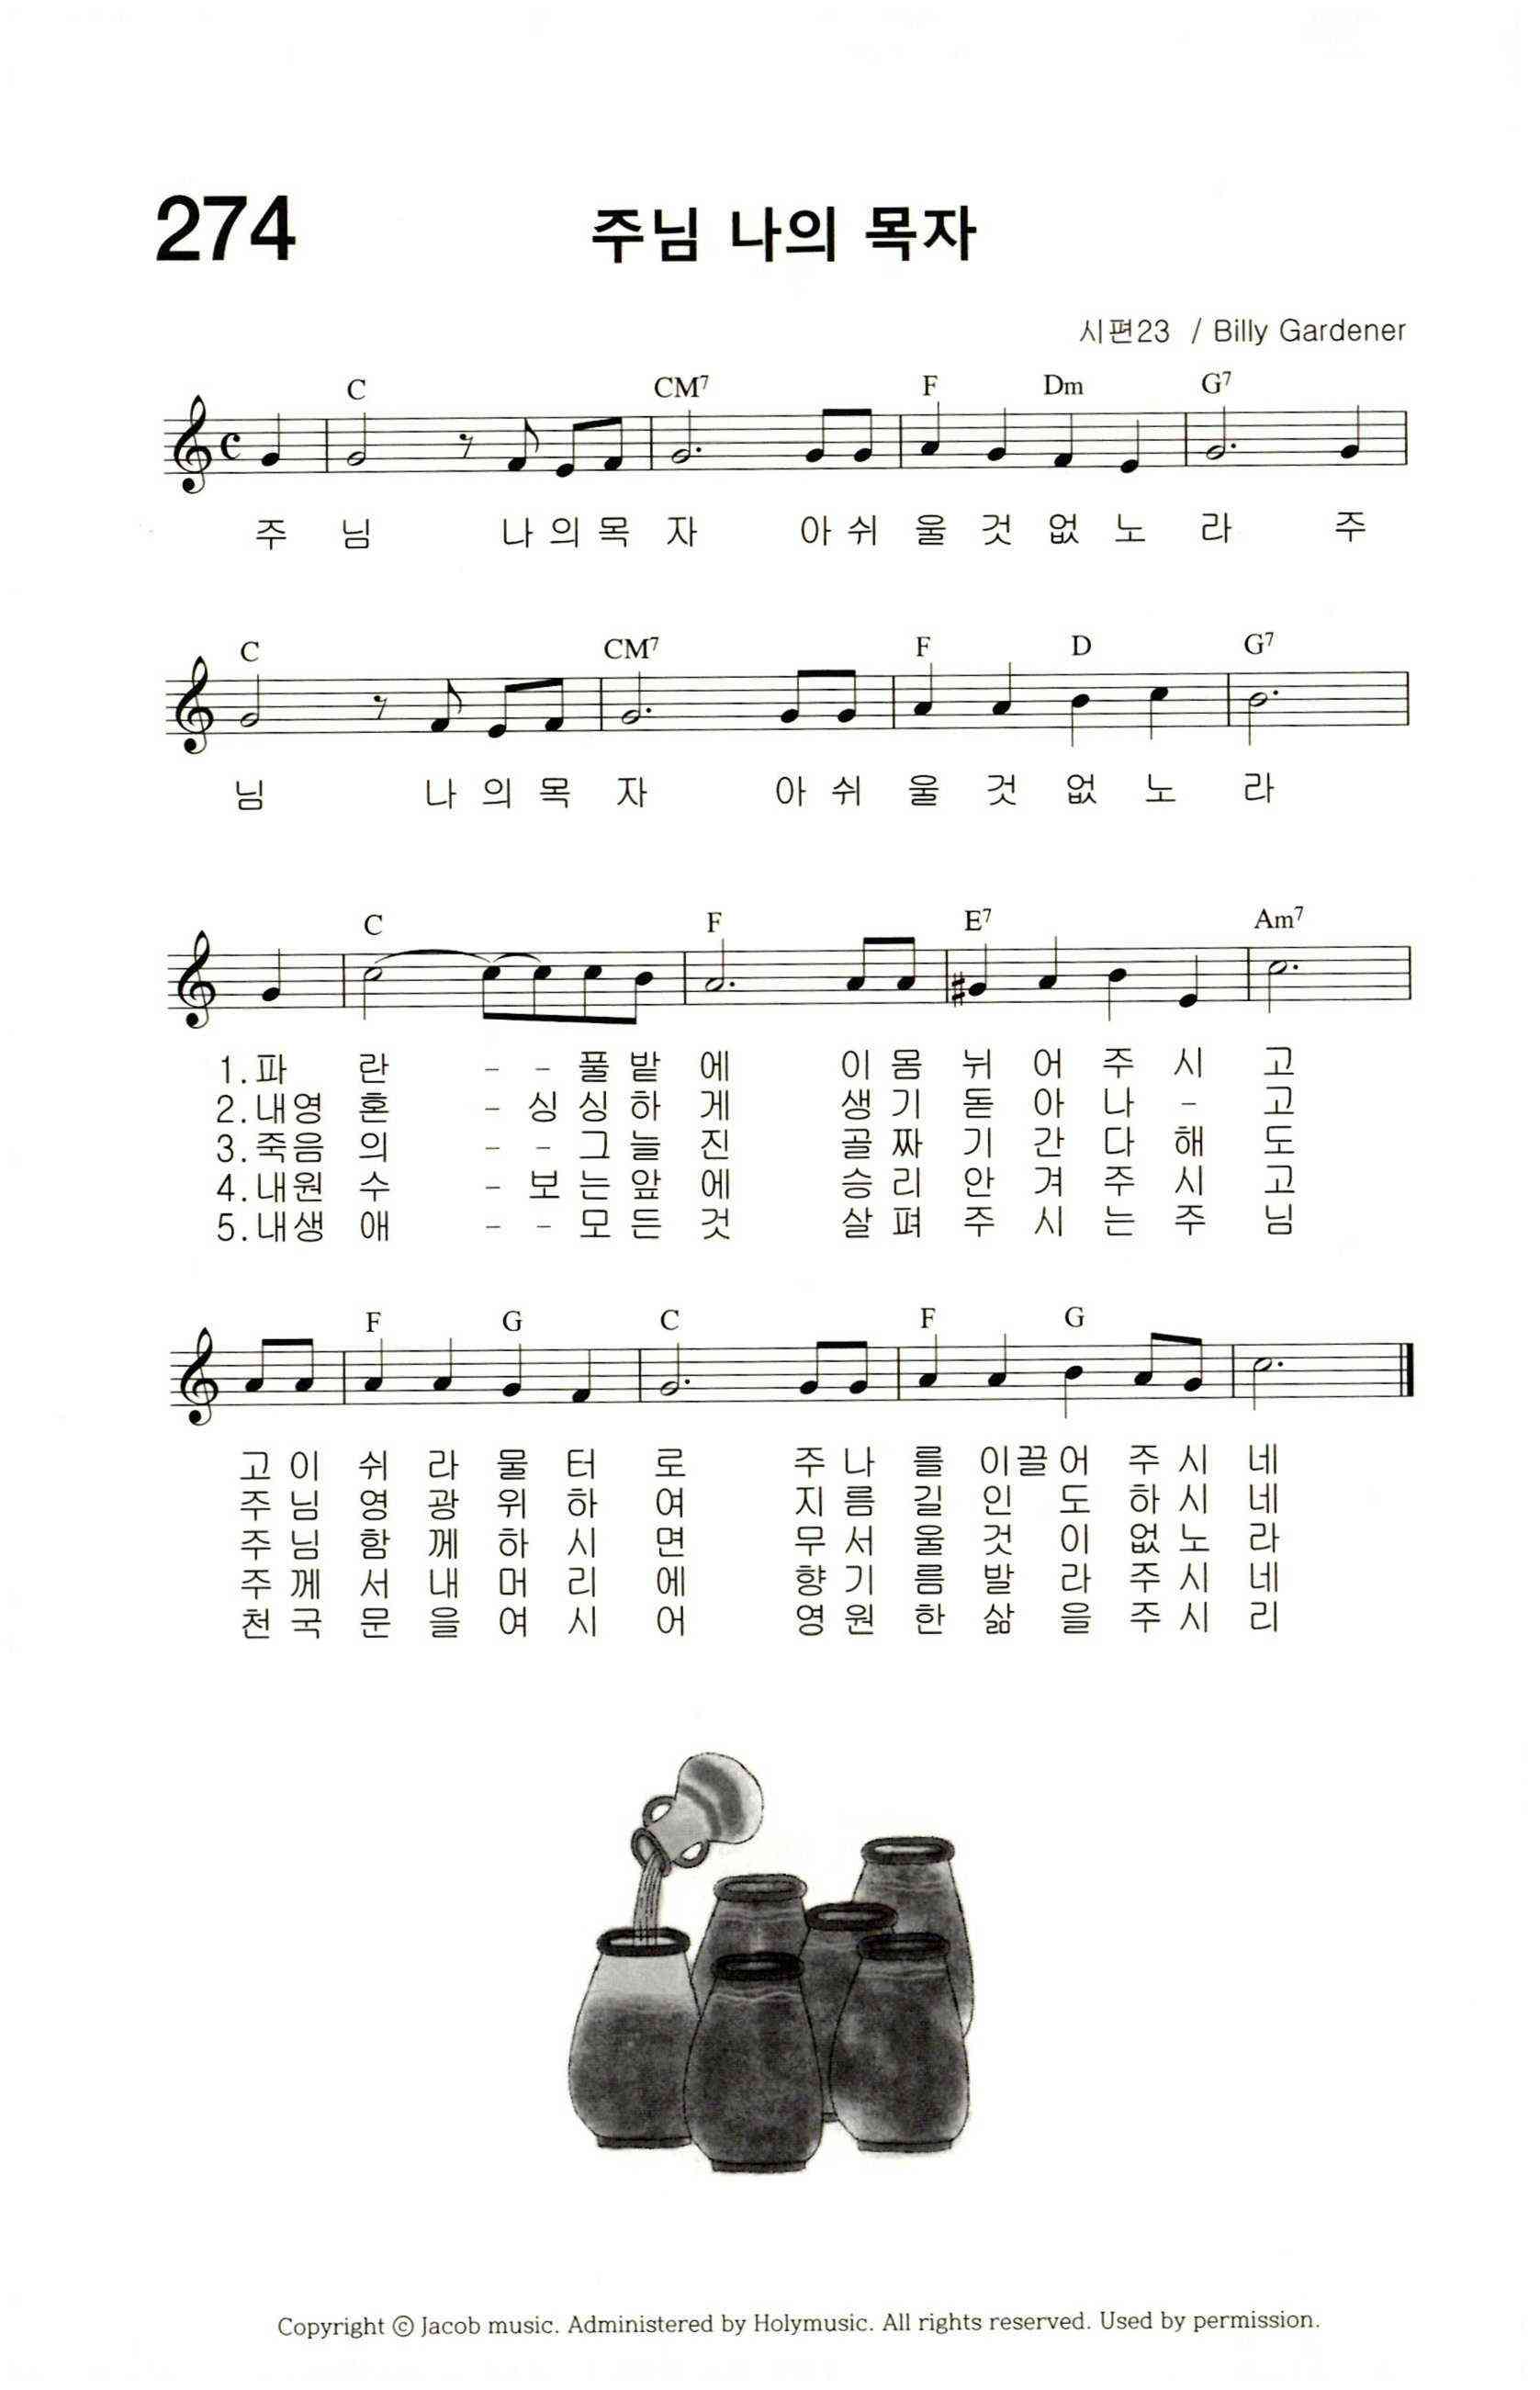 274
주님 나의 목자
시편23 / Billy Gardener
C CM7 F Dm G7
주 님 나 의 목 자 아 쉬 울 것 없 노 라 주
C CM7 F D G7
님 나 의 목 자 아 쉬 울 것 없 노 라
C F E7 Am7
1.파 란 - - 풀 밭 에 이 몸 뉘 어 주 시 고
2.내영 혼 - 싱 싱 하 게 생 기 돋 아 나 - 고
3.죽음 의 - - 그 늘 진 골 짜 기 간 다 해 도
4.내원 수 - 보 는 앞 에 승 리 안 겨 주 시 고
5.내생 애 - - 모 든 것 살 펴 주 시 는 주 님
F G C F G
고 이 쉬 라 물 터 로 주 나 를 이끌어 주 시 네
주 님 영 광 위 하 여 지 름 길 인 도 하 시 네
주 님 함 께 하 시 면 무 서 울 것 이 없 노 라
주 께 서 내 머 리 에 향 기 름 발 라 주 시 네
천 국 문 을 여 시 어 영 원 한 삶 을 주 시 리
Copyright ⓒ Jacob music. Administered by Holymusic. All rights reserved. Used by permission.